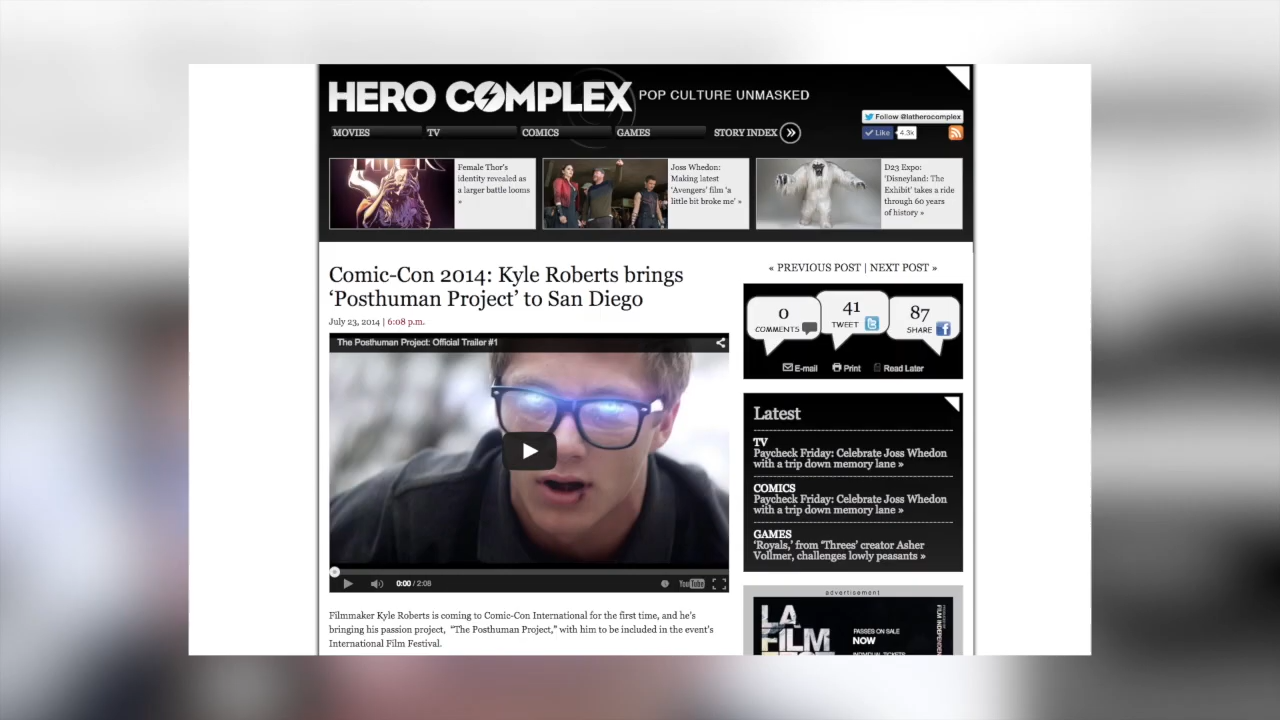 HERO COMPLEX POP CULTURE UNMASKED
Follow @latherocomplex
Like 4.3k
MOVIES TV COMICS GAMES STORY INDEX »
Female Thor's
identity revealed as
a larger battle looms
»
Joss Whedon:
Making latest
'Avengers' film 'a
little bit broke me' »
D23 Expo:
'Disneyland: The
Exhibit' takes a ride
through 60 years
of history »
Comic-Con 2014: Kyle Roberts brings
‘Posthuman Project’ to San Diego
July 23, 2014 | 6:08 p.m.
The Posthuman Project: Official Trailer #1
0:00 / 2:08
YouTube
Filmmaker Kyle Roberts is coming to Comic-Con International for the first time, and he's
bringing his passion project, “The Posthuman Project,” with him to be included in the event's
International Film Festival.
« PREVIOUS POST | NEXT POST »
0
COMMENTS
41
TWEET
87
SHARE
E-mail Print Read Later
Latest
TV
Paycheck Friday: Celebrate Joss Whedon
with a trip down memory lane »
COMICS
Paycheck Friday: Celebrate Joss Whedon
with a trip down memory lane »
GAMES
‘Royals,’ from ‘Threes’ creator Asher
Vollmer, challenges lowly peasants »
advertisement
LA
FILM
PASSES ON SALE
NOW
INDIVIDUAL TICKETS